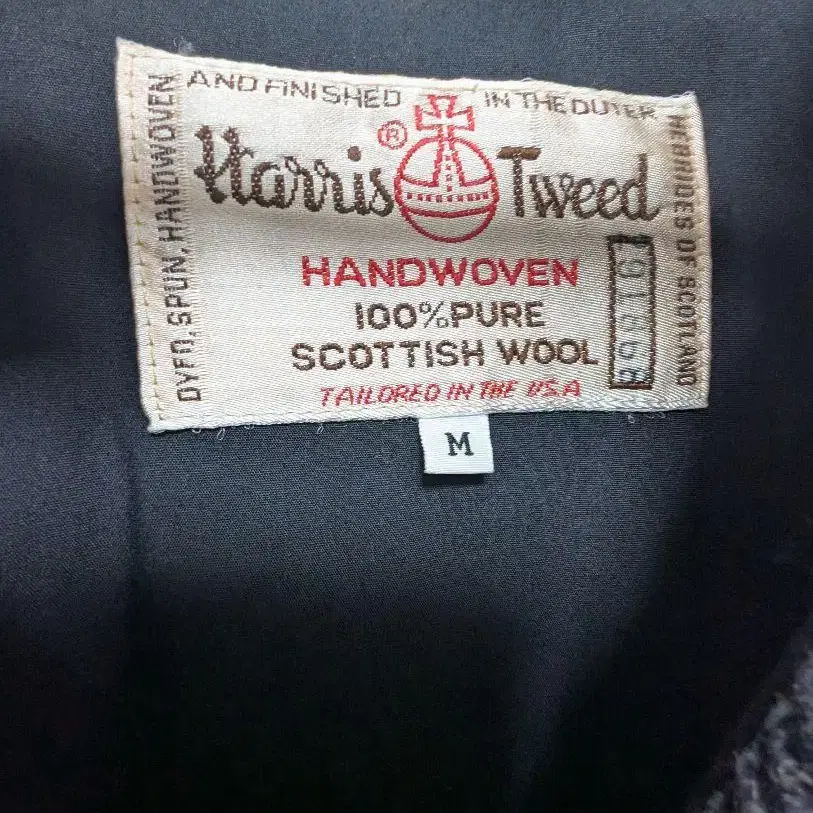 DYED, SPUN, HANDWOVEN
AND FINISHED IN THE OUTER
HEBRIDES OF SCOTLAND
Harris Tweed
®
HANDWOVEN
100% PURE
SCOTTISH WOOL
TAILORED IN THE USA
M